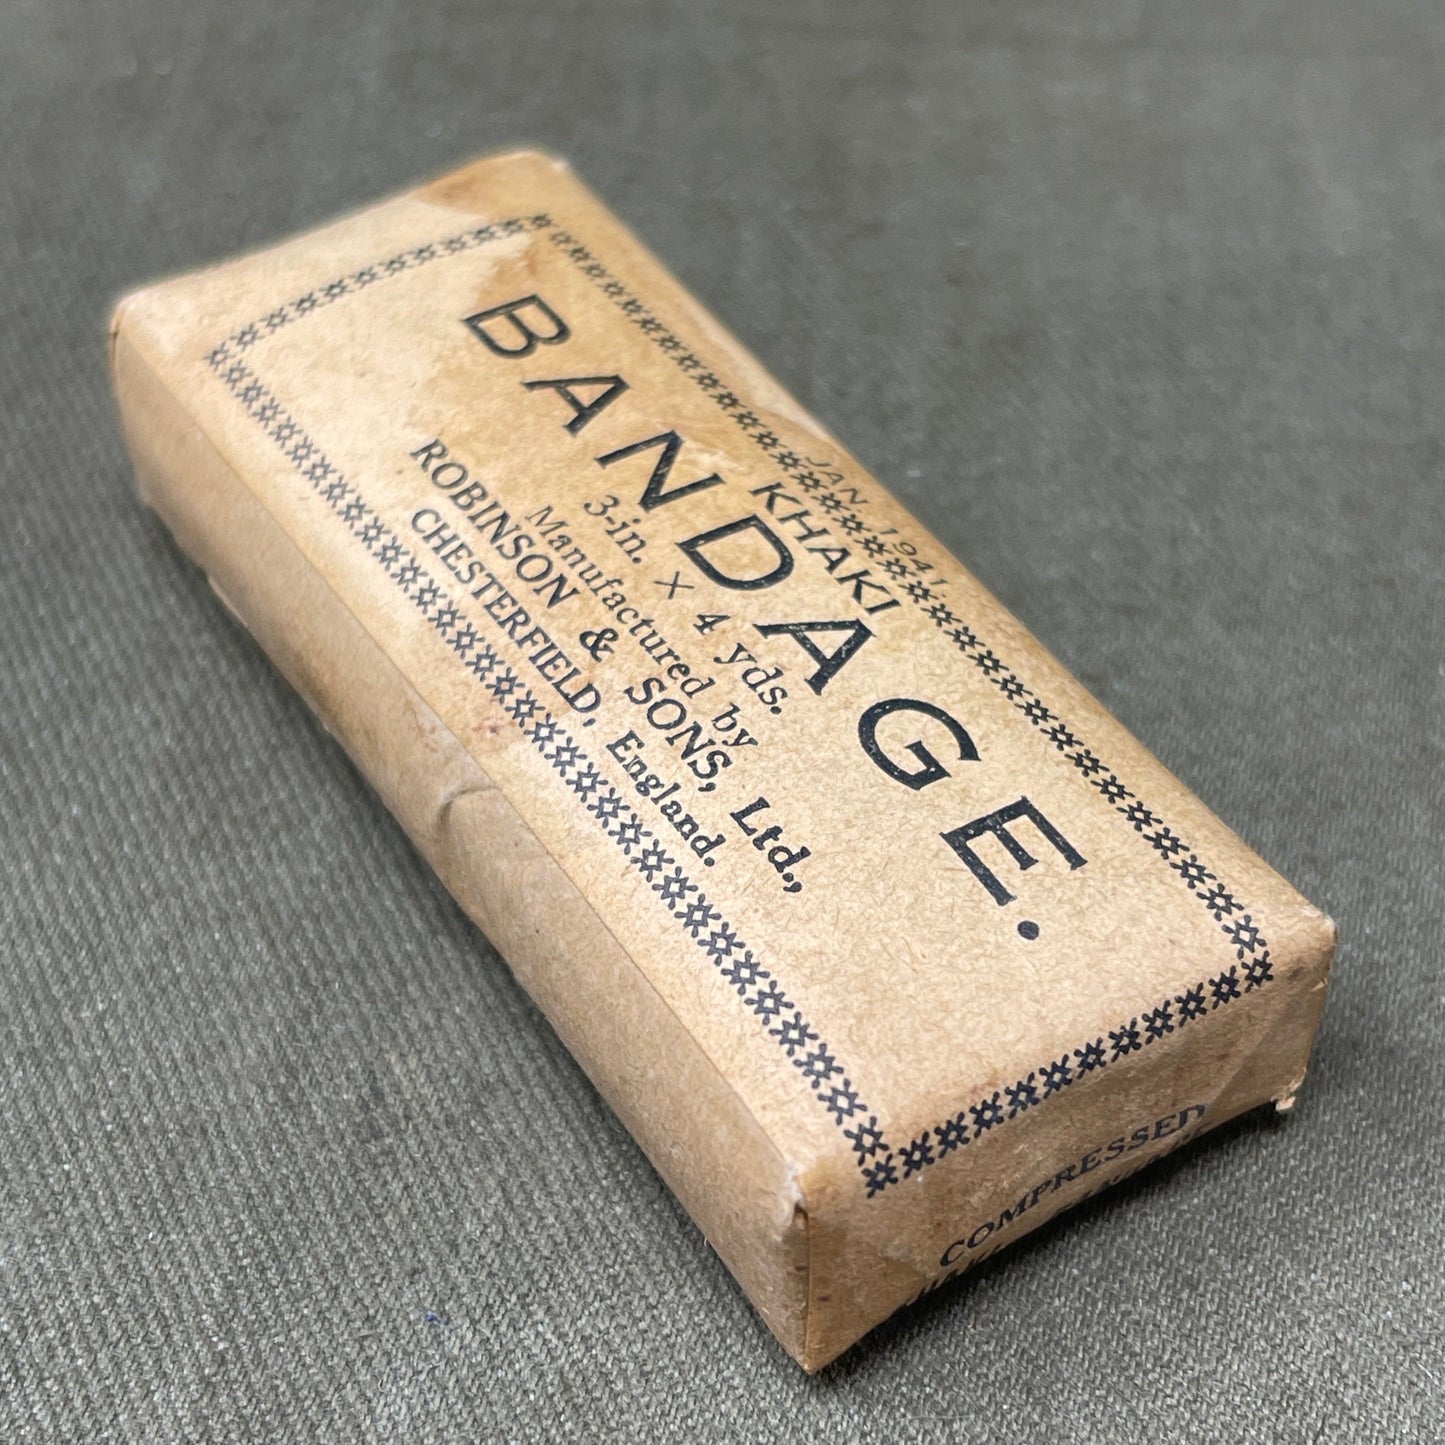 JAN. 1941.
KHAKI
BANDAGE.
3-in. × 4 yds.
Manufactured by
ROBINSON & SONS, Ltd.,
CHESTERFIELD, England.
COMPRESSED